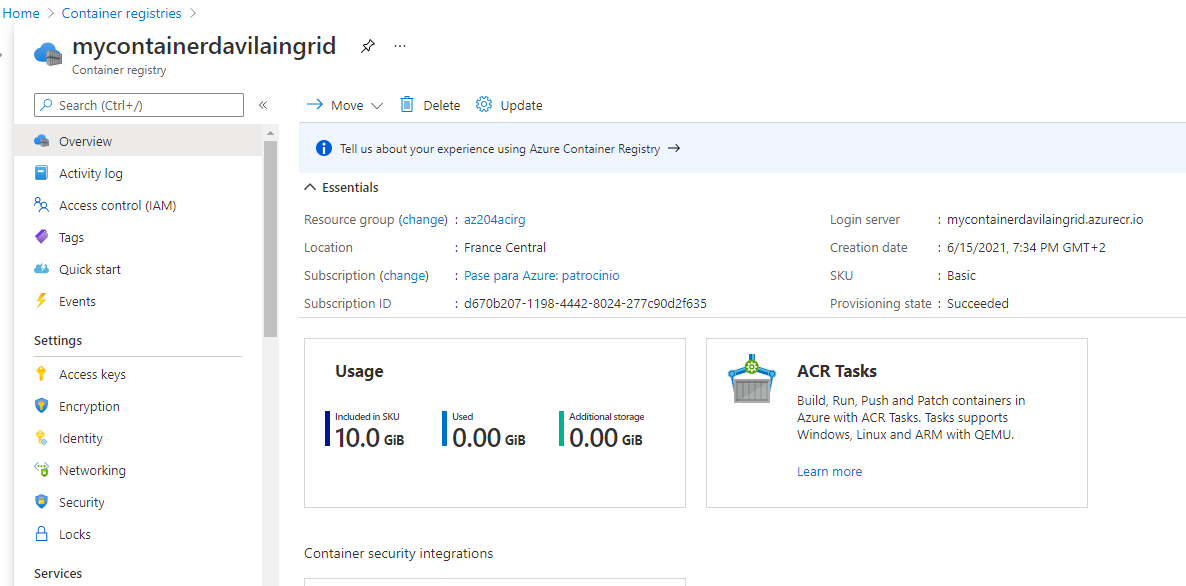 Home > Container registries >
mycontainerdavilaingrid
Container registry
Search (Ctrl+/)
Overview
Activity log
Access control (IAM)
Tags
Quick start
Events
Settings
Access keys
Encryption
Identity
Networking
Security
Locks
Services
Move
Delete
Update
Tell us about your experience using Azure Container Registry →
Essentials
Resource group (change) : az204acirg
Location : France Central
Subscription (change) : Pase para Azure: patrocinio
Subscription ID : d670b207-1198-4442-8024-277c90d2f635
Login server : mycontainerdavilaingrid.azurecr.io
Creation date : 6/15/2021, 7:34 PM GMT+2
SKU : Basic
Provisioning state : Succeeded
Usage
Included in SKU
10.0 GiB
Used
0.00 GiB
Additional storage
0.00 GiB
ACR Tasks
Build, Run, Push and Patch containers in
Azure with ACR Tasks. Tasks supports
Windows, Linux and ARM with QEMU.
Learn more
Container security integrations